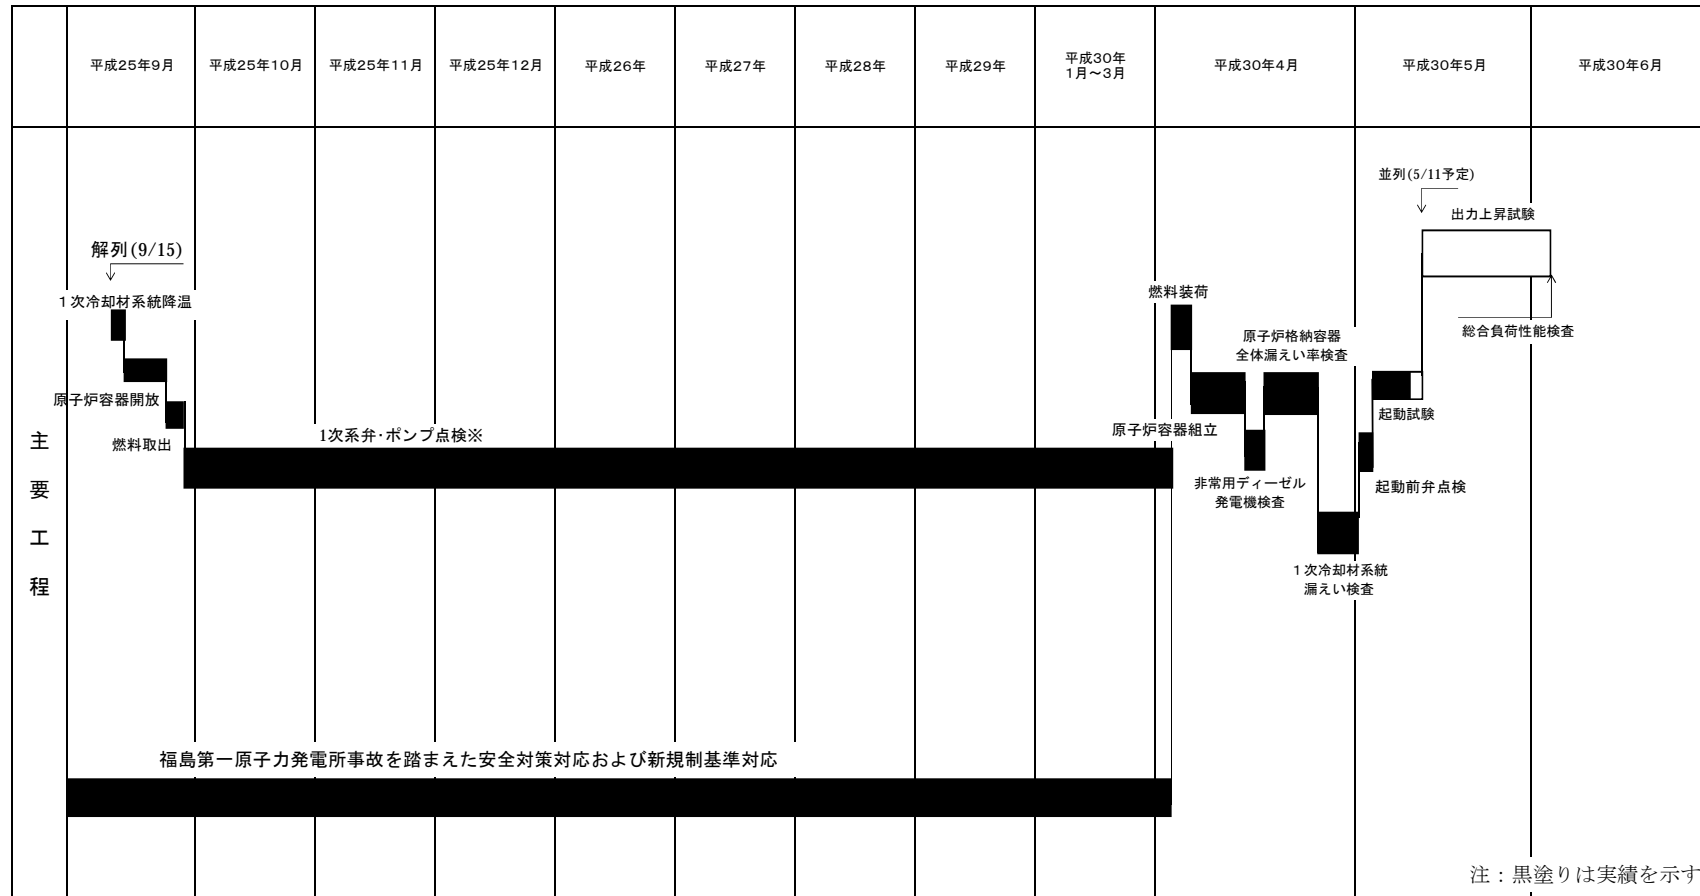 平成25年9月
平成25年10月
平成25年11月
平成25年12月
平成26年
平成27年
平成28年
平成29年
平成30年
1月～3月
平成30年4月
平成30年5月
平成30年6月
主要工程
並列(5/11予定)
出力上昇試験
解列(9/15)
１次冷却材系統降温
燃料装荷
原子炉格納容器
全体漏えい率検査
総合負荷性能検査
原子炉容器開放
起動試験
燃料取出
1次系弁･ポンプ点検※
原子炉容器組立
非常用ディーゼル
発電機検査
起動前弁点検
１次冷却材系統
漏えい検査
福島第一原子力発電所事故を踏まえた安全対策対応および新規制基準対応
注：黒塗りは実績を示す